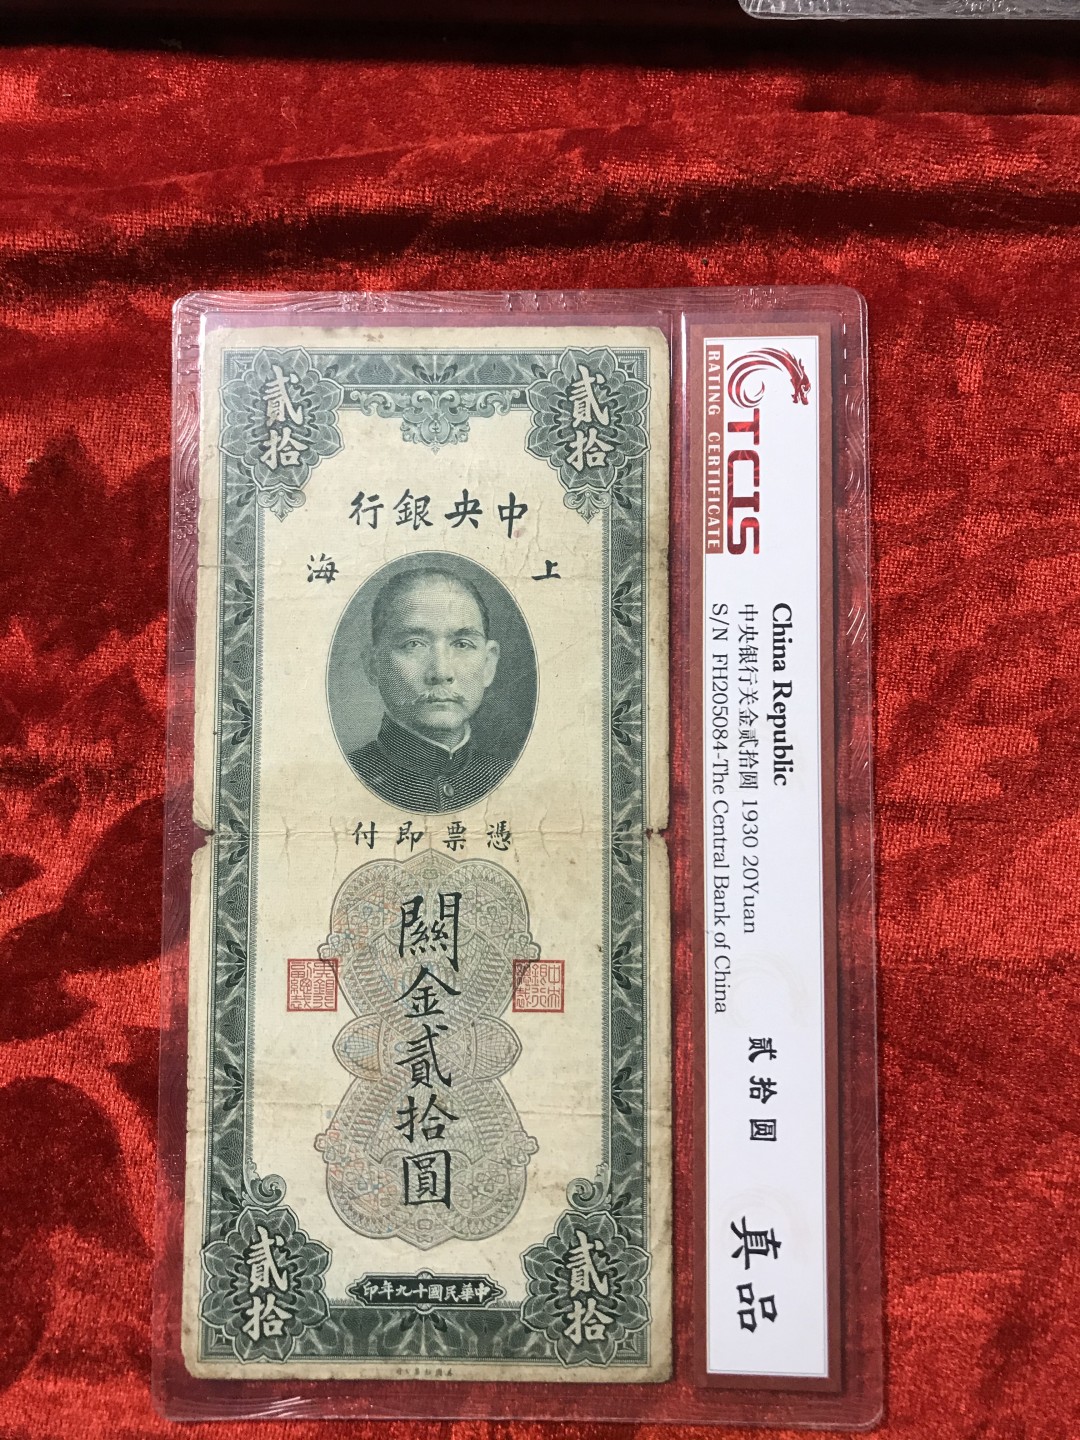 貳拾
貳拾
行銀央中
海 上
付即票憑
關金貳拾圓
貳拾
貳拾
印年九十國民華中
TCIS
RATING CERTIFICATE
China Republic
中央银行关金贰拾圆 1930 20Yuan
S/N FH205084-The Central Bank of China
贰拾圆
真品